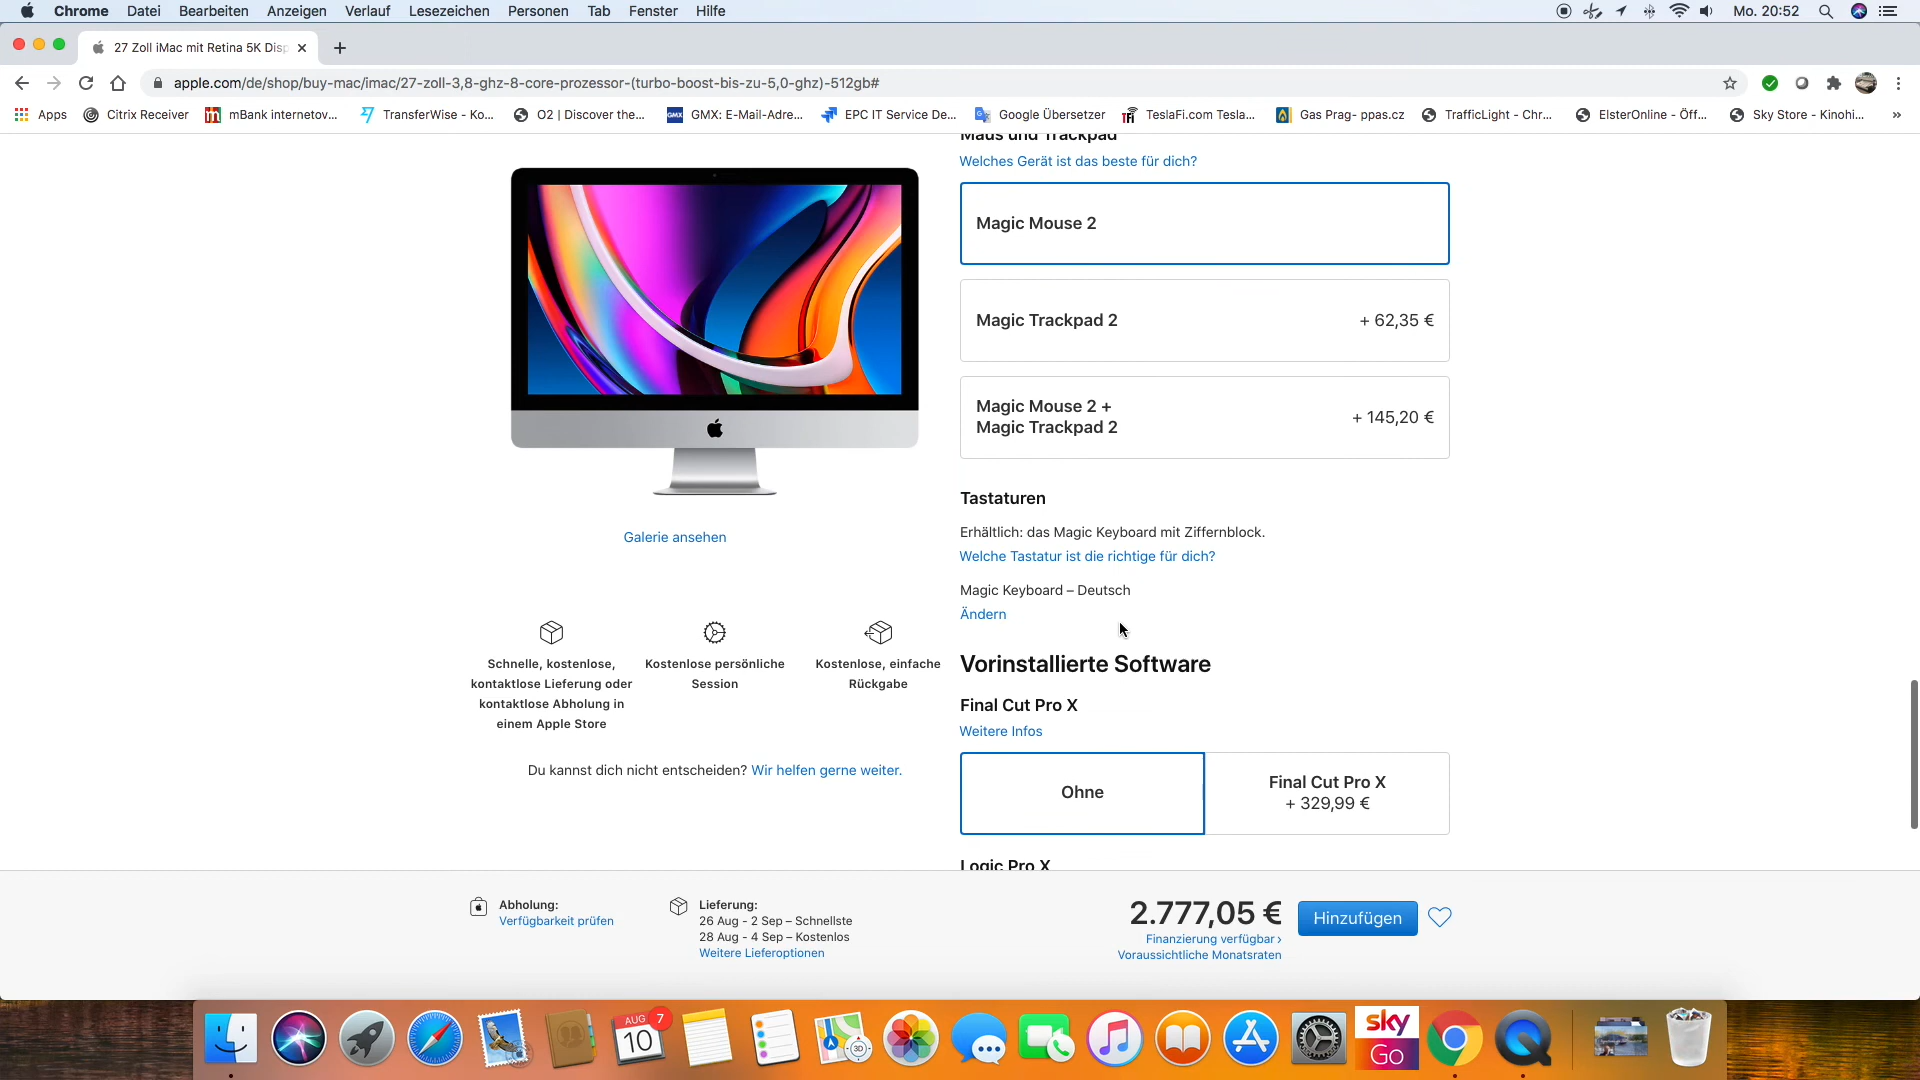 Chrome Datei Bearbeiten Anzeigen Verlauf Lesezeichen Personen Tab Fenster Hilfe Mo. 20:52
27 Zoll iMac mit Retina 5K Disp
apple.com/de/shop/buy-mac/imac/27-zoll-3,8-ghz-8-core-prozessor-(turbo-boost-bis-zu-5,0-ghz)-512gb#
Apps Citrix Receiver mBank internetov... TransferWise - Ko... O2 | Discover the... GMX: E-Mail-Adre... EPC IT Service De... Google Übersetzer TeslaFi.com Tesla... Gas Prag- ppas.cz TrafficLight - Chr... ElsterOnline - Öff... Sky Store - Kinohi... »
Maus und Trackpad
Welches Gerät ist das beste für dich?
Magic Mouse 2
Magic Trackpad 2 + 62,35 €
Magic Mouse 2 +
Magic Trackpad 2
+ 145,20 €
Tastaturen
Erhältlich: das Magic Keyboard mit Ziffernblock.
Welche Tastatur ist die richtige für dich?
Magic Keyboard – Deutsch
Ändern
Galerie ansehen
Schnelle, kostenlose,
kontaktlose Lieferung oder
kontaktlose Abholung in
einem Apple Store
Kostenlose persönliche
Session
Kostenlose, einfache
Rückgabe
Du kannst dich nicht entscheiden? Wir helfen gerne weiter.
Vorinstallierte Software
Final Cut Pro X
Weitere Infos
Ohne
Final Cut Pro X
+ 329,99 €
Logic Pro X
Abholung:
Verfügbarkeit prüfen
Lieferung:
26 Aug - 2 Sep – Schnellste
28 Aug - 4 Sep – Kostenlos
Weitere Lieferoptionen
2.777,05 €
Finanzierung verfügbar ›
Voraussichtliche Monatsraten
Hinzufügen
AUG
7
10
3D
sky
Go